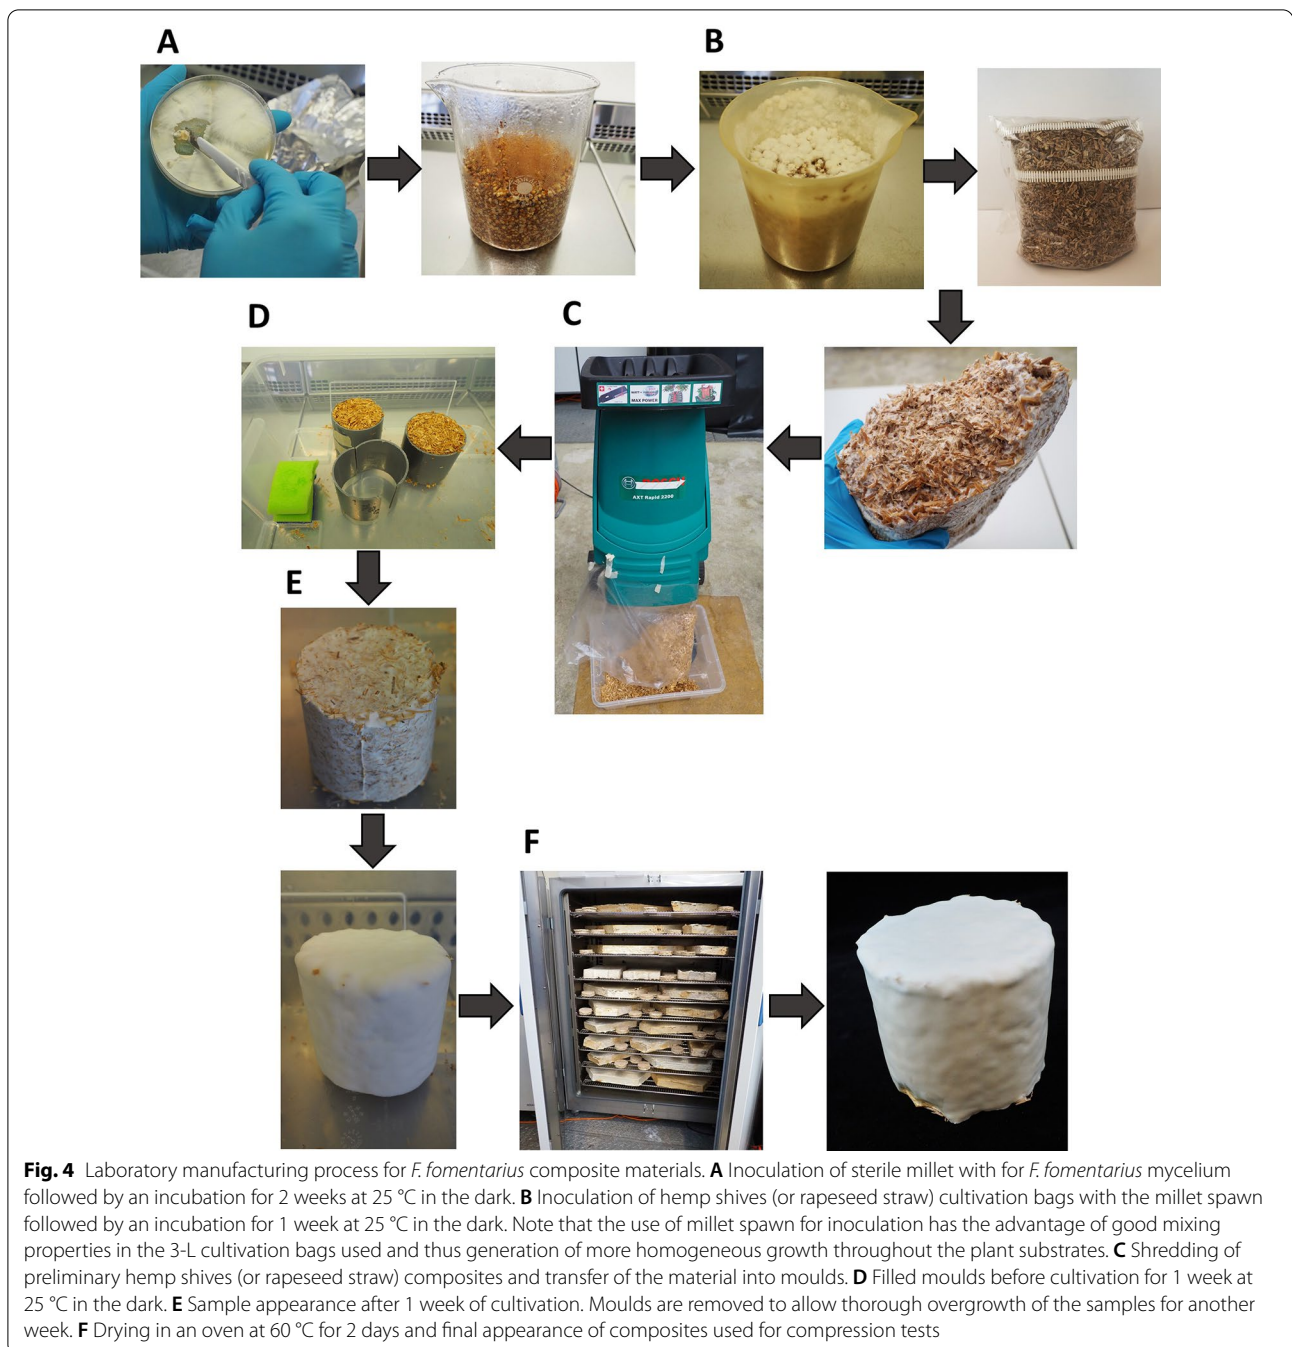 A
B
D
C
MAX POWER
AXT Rapid 2200
E
F
Fig. 4 Laboratory manufacturing process for F. fomentarius composite materials. A Inoculation of sterile millet with for F. fomentarius mycelium
followed by an incubation for 2 weeks at 25 °C in the dark. B Inoculation of hemp shives (or rapeseed straw) cultivation bags with the millet spawn
followed by an incubation for 1 week at 25 °C in the dark. Note that the use of millet spawn for inoculation has the advantage of good mixing
properties in the 3-L cultivation bags used and thus generation of more homogeneous growth throughout the plant substrates. C Shredding of
preliminary hemp shives (or rapeseed straw) composites and transfer of the material into moulds. D Filled moulds before cultivation for 1 week at
25 °C in the dark. E Sample appearance after 1 week of cultivation. Moulds are removed to allow thorough overgrowth of the samples for another
week. F Drying in an oven at 60 °C for 2 days and final appearance of composites used for compression tests